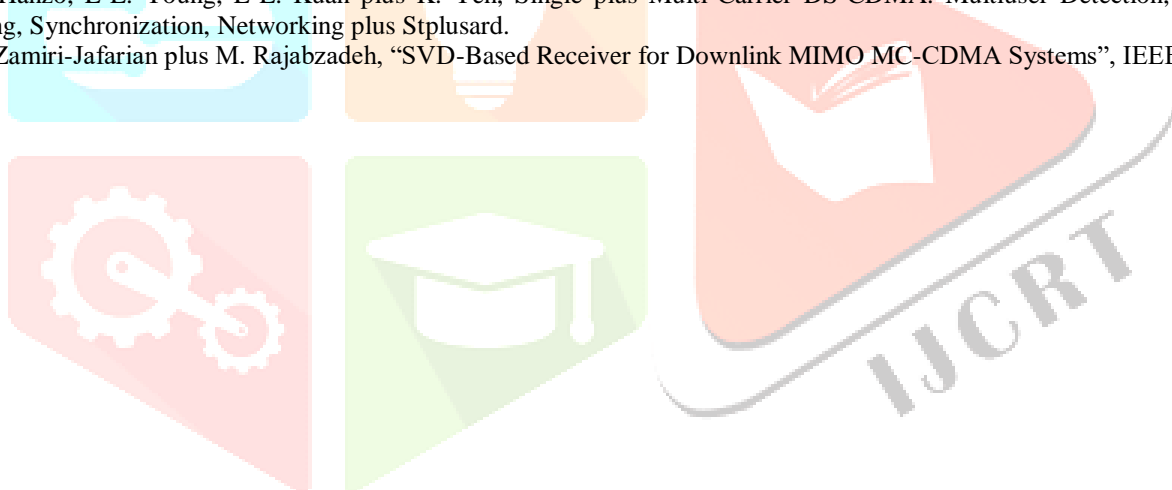 Hanzo, Kuan plus K. Yen, Single plus Multi-Carrier DS-CDMA: Multiuser Detection,
ng, Synchronization, Networking plus Stplusard.
Zamiri-Jafarian plus M. Rajabzadeh, “SVD-Based Receiver for Downlink MIMO MC-CDMA Systems”, IEEE
IJCRT